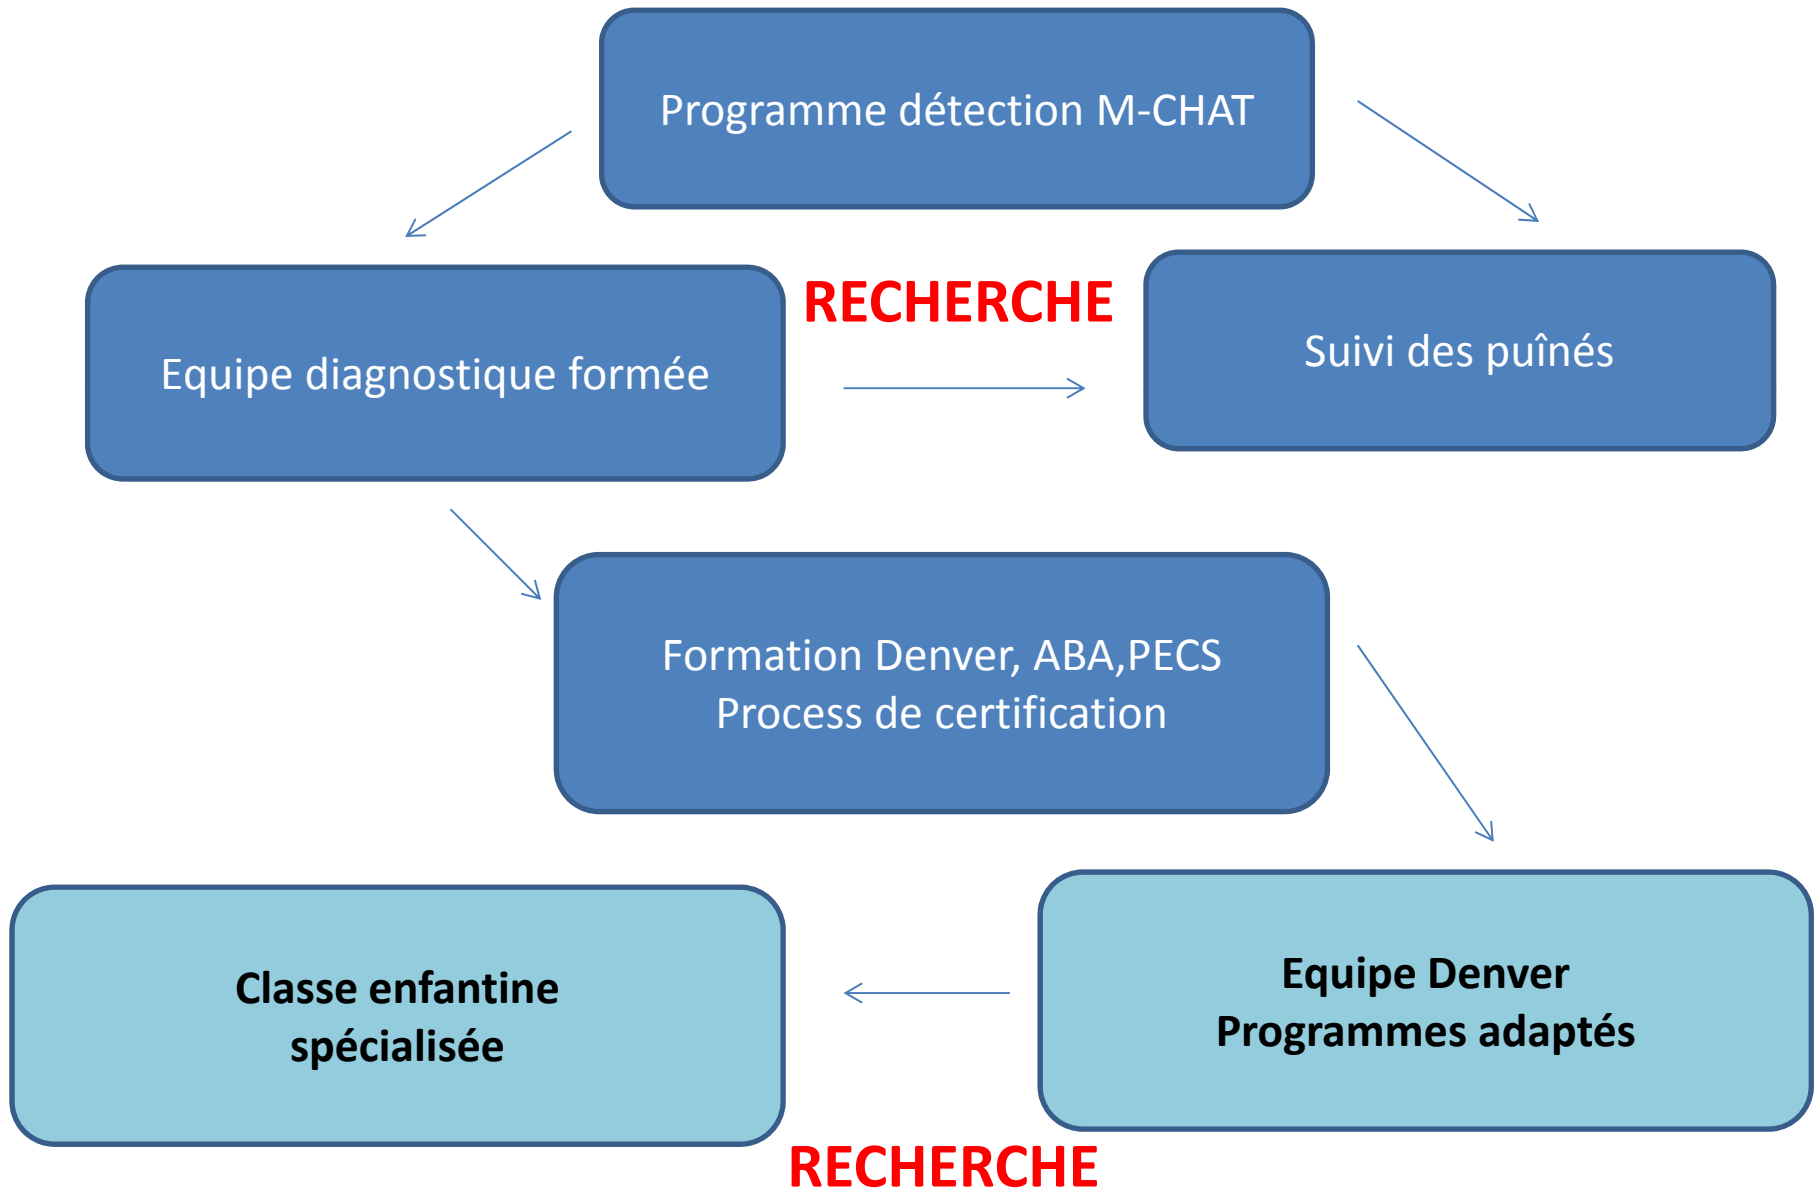 Programme détection M-CHAT
RECHERCHE
Equipe diagnostique formée
Suivi des puînés
Formation Denver, ABA,PECS
Process de certification
Classe enfantine
spécialisée
Equipe Denver
Programmes adaptés
RECHERCHE